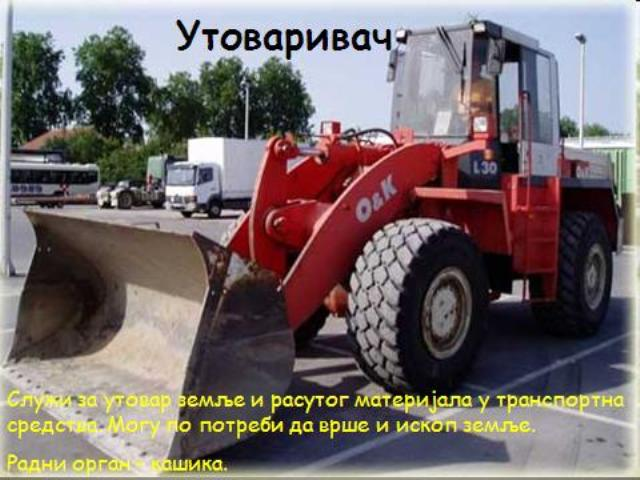 Утоваривач
L30
O&K
Служи за утовар земље и расутог материјала у транспортна
средства. Могу по потреби да врше и ископ земље.
Радни орган – кашика.